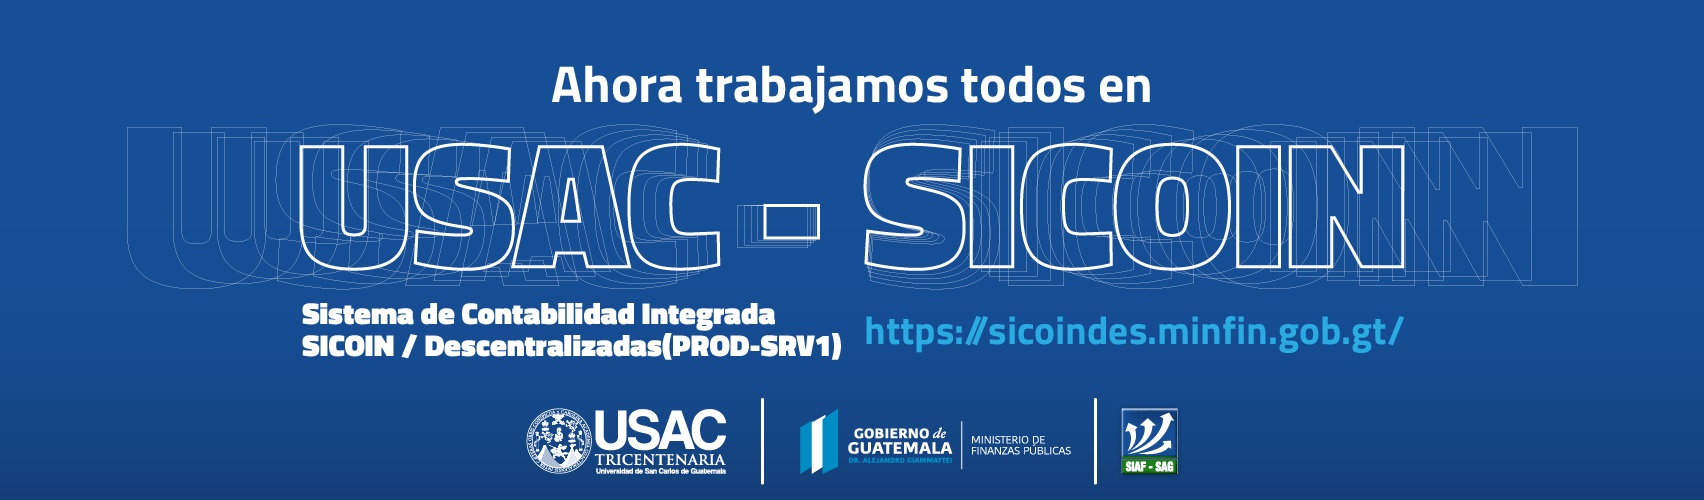 Ahora trabajamos todos en
USAC - SICOIN
Sistema de Contabilidad Integrada
SICOIN / Descentralizadas(PROD-SRV1)
https://sicoindes.minfin.gob.gt/
USAC
TRICENTENARIA
Universidad de San Carlos de Guatemala
GOBIERNO de
GUATEMALA
DR. ALEJANDRO GIAMMATTEI
MINISTERIO DE
FINANZAS PÚBLICAS
SIAF - SAG